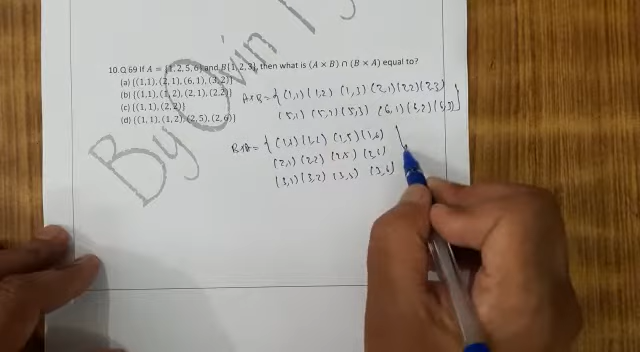 10.Q.69 If A = {1,2,5,6} and B{1,2,3}, then what is (A × B) ∩ (B × A) equal to?
(a) {(1,1), (2,1), (6,1), (3,2)}
(b) {(1,1), (1,2), (2,1), (2,2)}
(c) {(1,1), (2,2)}
(d) {(1,1), (1,2), (2,5), (2,6)}
A×B = { (1,1) (1,2) (1,3) (2,1) (2,2) (2,3)
(5,1) (5,2) (5,3) (6,1) (6,2) (6,3) }
B×A = { (1,1) (1,2) (1,5) (1,6)
(2,1) (2,2) (2,5) (2,6)
(3,1) (3,2) (3,5) (3,6)
By Ovin